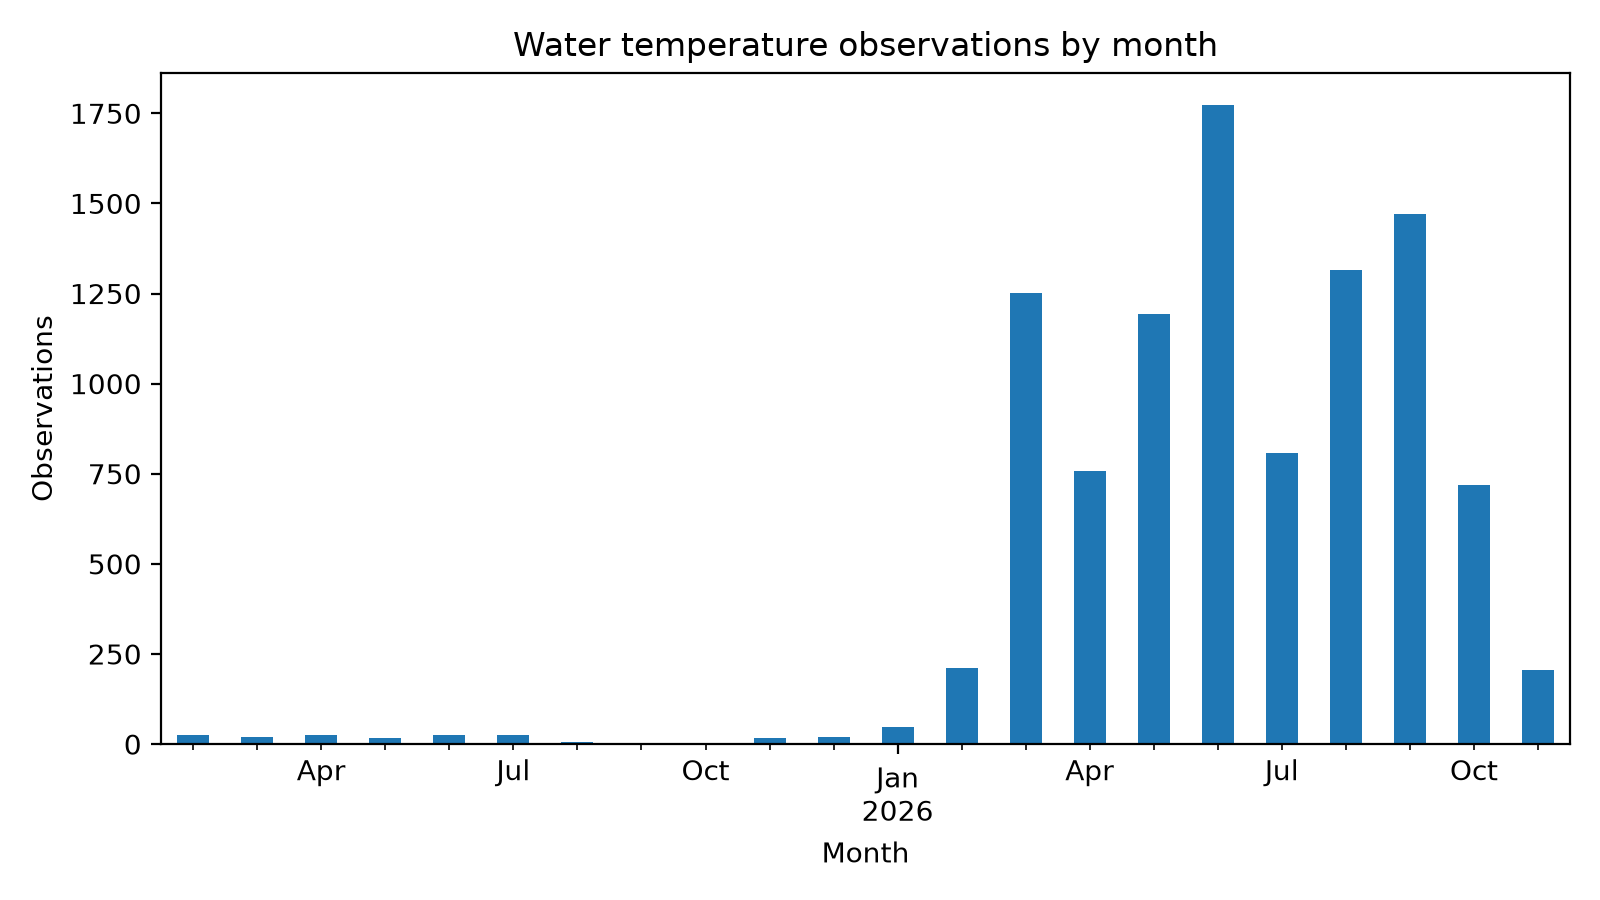 Water temperature observations by month
1750
1500
1250
1000
750
500
250
0
Observations
Apr Jul Oct Jan Apr Jul Oct
2026
Month